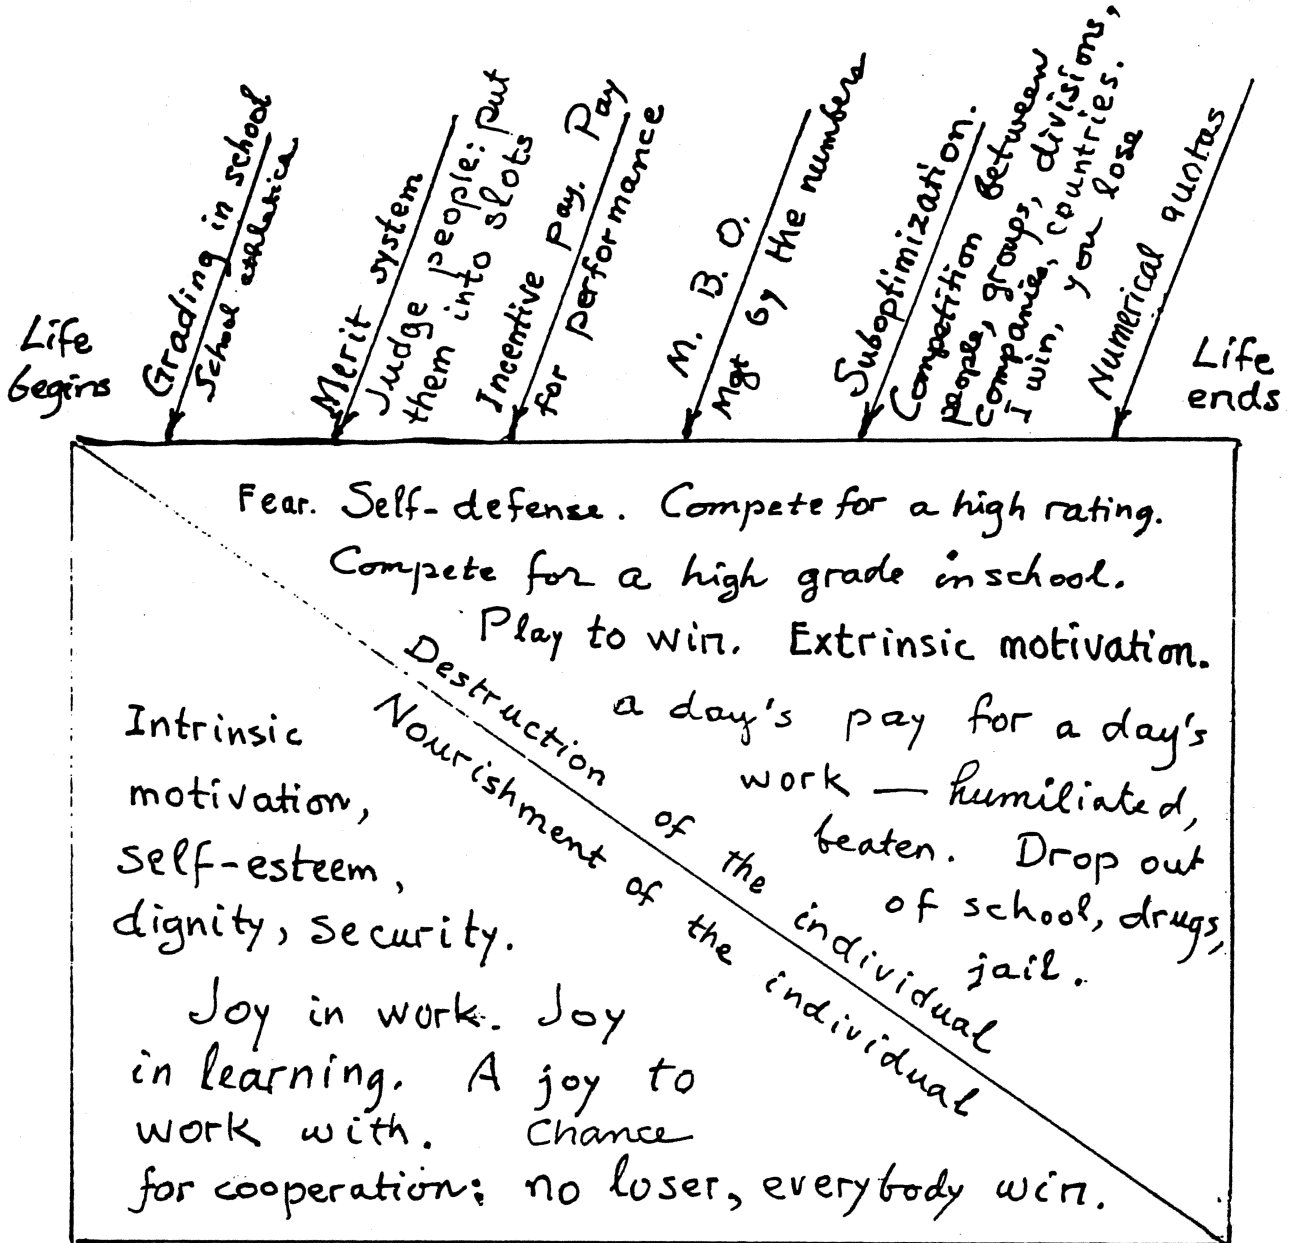 Life
begins
Grading in school
School athletics
Merit system
Judge people: put
them into slots
Incentive pay. Pay
for performance
M. B. O.
Mgt by the numbers
Suboptimization.
Competition between
people, groups, divisions,
companies, countries.
I win, you lose
Numerical quotas
Life
ends
Fear. Self-defense. Compete for a high rating.
Compete for a high grade in school.
Play to win. Extrinsic motivation.
a day's pay for a day's
work — humiliated,
beaten. Drop out
of school, drugs,
jail.
Destruction of the individual
Nourishment of the individual
Intrinsic
motivation,
self-esteem,
dignity, security.
Joy in work. Joy
in learning. A joy to
work with. Chance
for cooperation: no loser, everybody win.